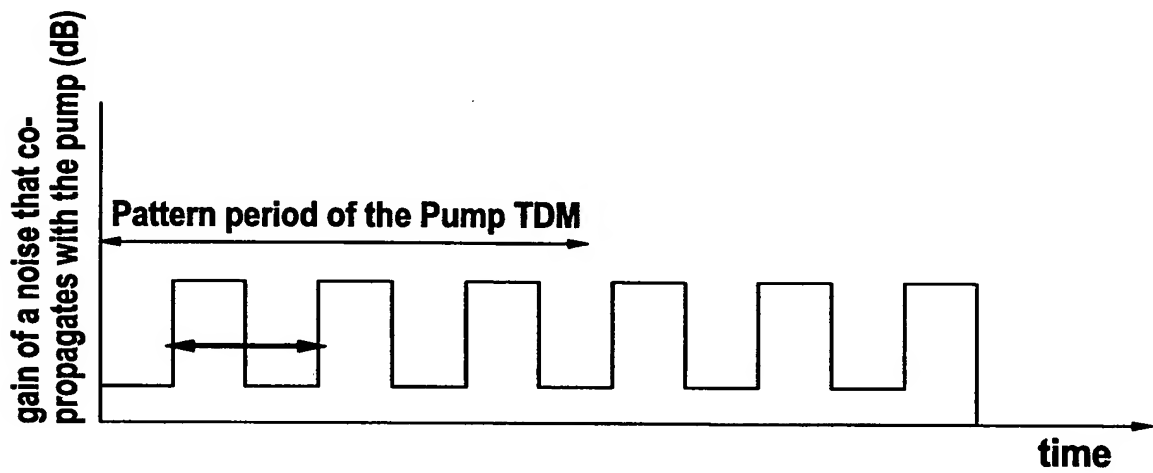 gain of a noise that co-
propagates with the pump (dB)
Pattern period of the Pump TDM
time